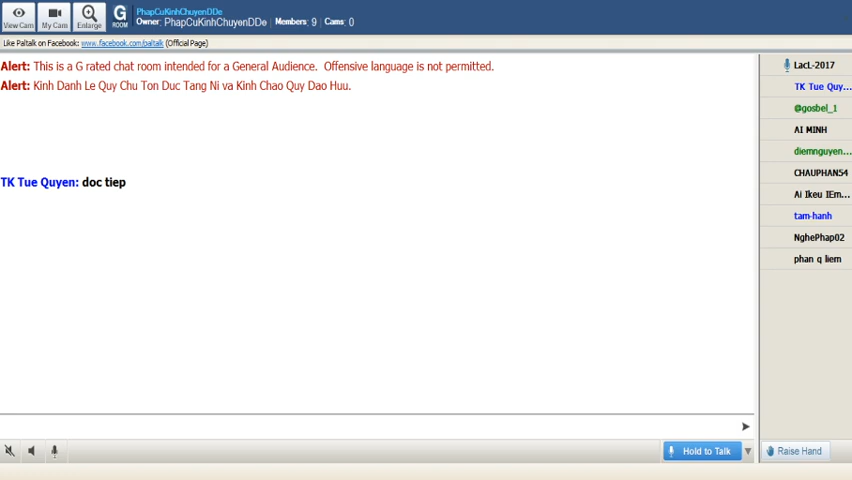 View Cam
My Cam
Enlarge
G
ROOM
PhapCuKinhChuyenDDe
Owner: PhapCuKinhChuyenDDe Members: 9 Cams: 0
Like Paltalk on Facebook: www.facebook.com/paltalk (Official Page)
Alert: This is a G rated chat room intended for a General Audience. Offensive language is not permitted.
Alert: Kinh Danh Le Quy Chu Ton Duc Tang Ni va Kinh Chao Quy Dao Huu.
TK Tue Quyen: doc tiep
LacL-2017
TK Tue Quy...
@gosbel_1
AI MINH
diemnguyen...
CHAUPHAN54
Ai Ikeu IEm...
tam-hanh
NghePhap02
phan q liem
Hold to Talk
Raise Hand